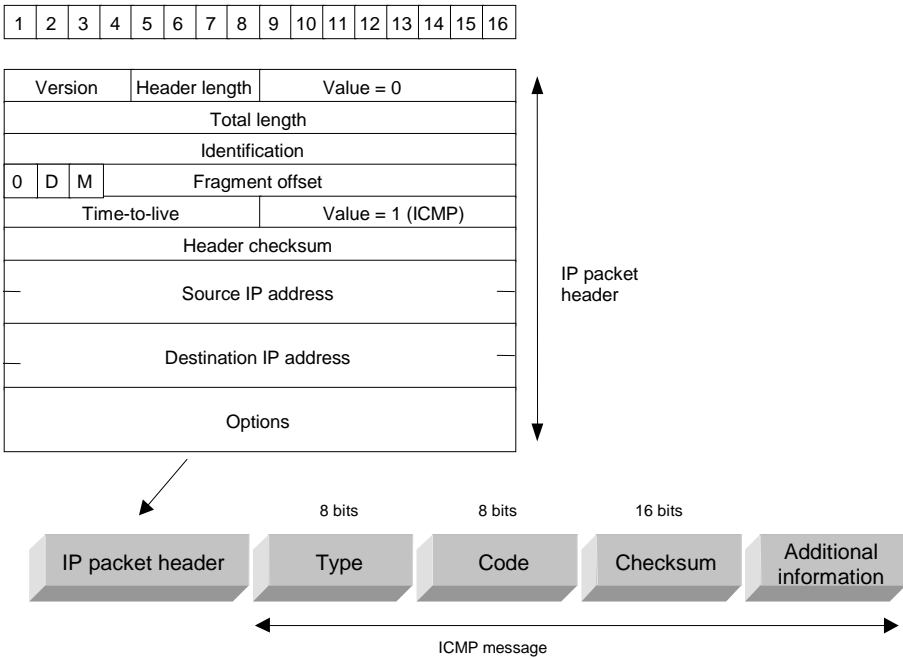 1 2 3 4 5 6 7 8 9 10 11 12 13 14 15 16
Version Header length Value = 0
Total length
Identification
0 D M Fragment offset
Time-to-live Value = 1 (ICMP)
Header checksum
Source IP address
IP packet
header
Destination IP address
Options
8 bits 8 bits 16 bits
IP packet header Type Code Checksum Additional
information
ICMP message